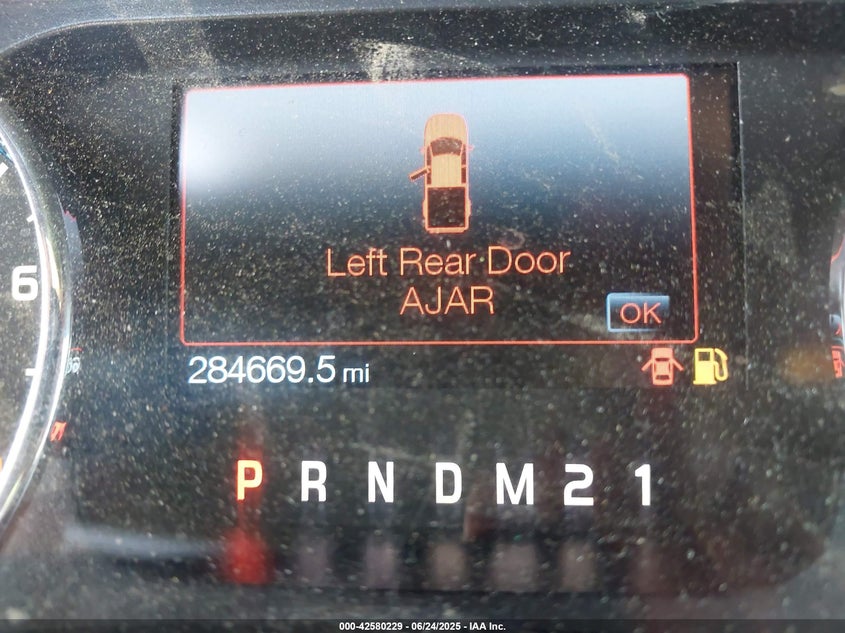 Left Rear Door
AJAR
OK
6
284669.5 mi
P R N D M 2 1
000-42580229 - 06/24/2025 - IAA Inc.